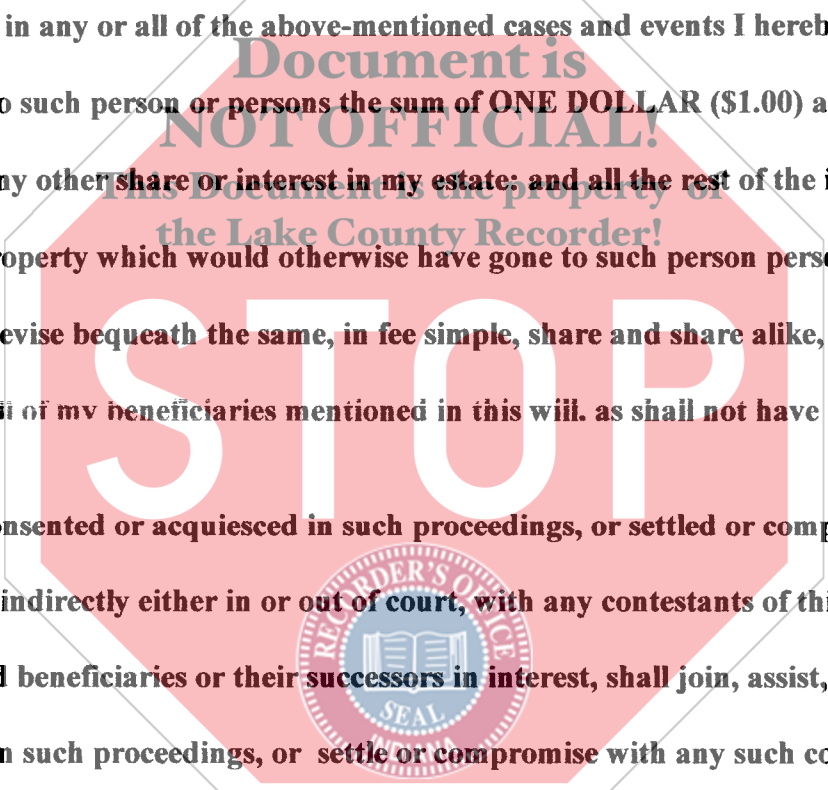 in any or all of the above-mentioned cases and events I hereb
Document is
o such person or persons the sum of ONE DOLLAR ($1.00) a
NOT OFFICIAL!
ny other share or interest in my estate: and all the rest of the i
This Document is the property of
the Lake County Recorder!
operty which would otherwise have gone to such person pers
evise bequeath the same, in fee simple, share and share alike,
STOP
of my beneficiaries mentioned in this will. as shall not have
nsented or acquiesced in such proceedings, or settled or comp
indirectly either in or out of court, with any contestants of thi
RECORDER'S OFFICE
beneficiaries or their successors in interest, shall join, assist,
SEAL
INDIANA
n such proceedings, or settle or compromise with any such co